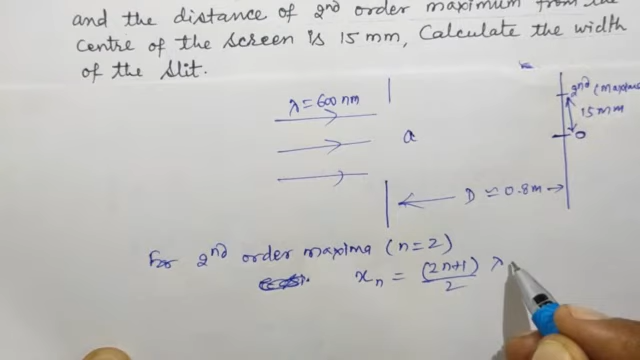 and the distance of 2nd order maximum from the
centre of the screen is 15 mm, Calculate the width
of the slit.
λ = 600 nm
2nd (maxima
15 mm
a
0
D = 0.8m
For 2nd order maxima (n=2)
xn = (2n+1)/2 λ